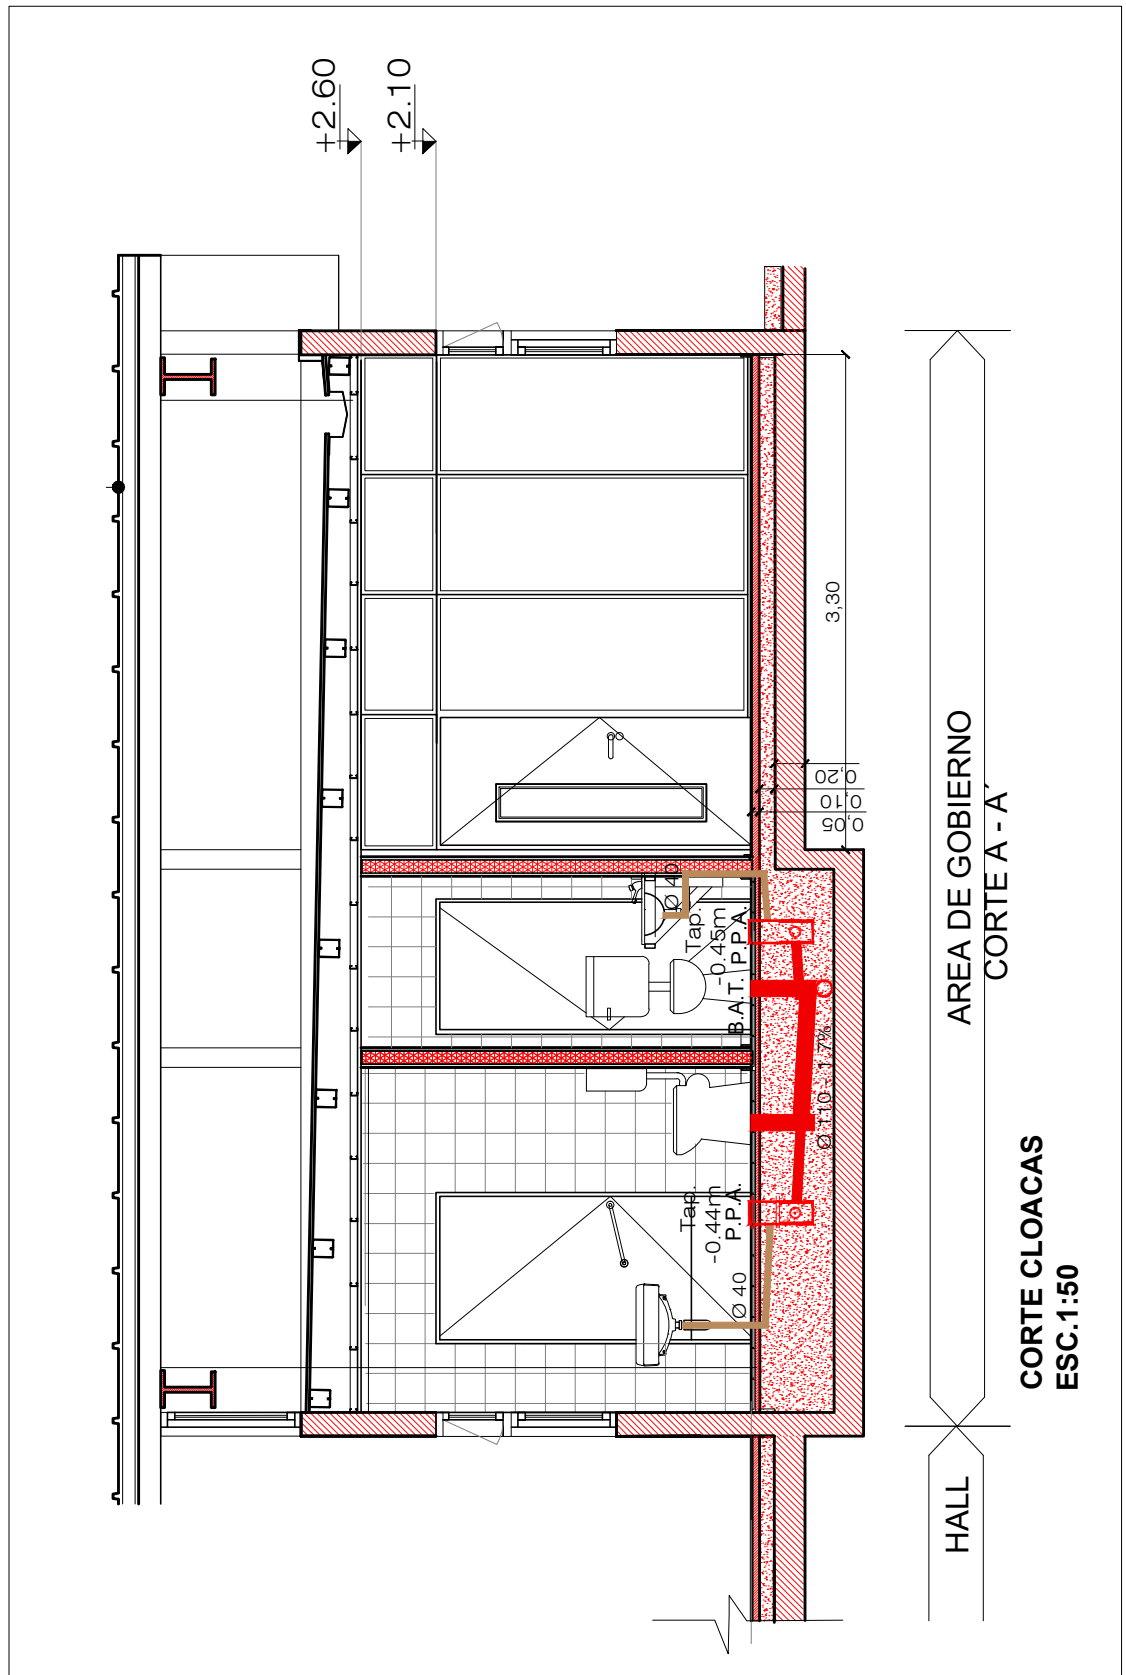 +2.60
+2.10
3,30
0,20
0,10
0,05
Ø 40
Tap.
-0.45m
B.A.T. P.P.A.
Ø 110 - 1.7%
Tap.
-0.44m
P.P.A.
Ø 40
AREA DE GOBIERNO
CORTE A - A´
HALL
CORTE CLOACAS
ESC.1:50